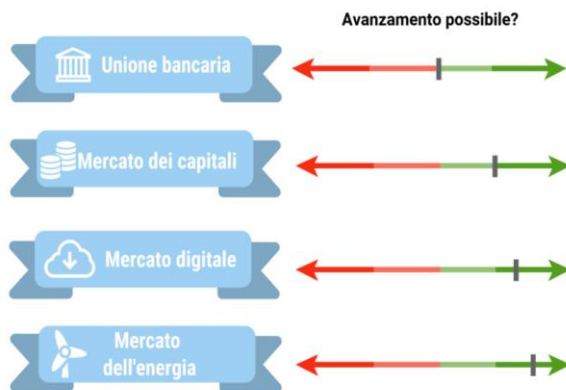 Avanzamento possibile?
Unione bancaria
Mercato dei capitali
Mercato digitale
Mercato
dell'energia